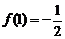 f(1) = -1/2